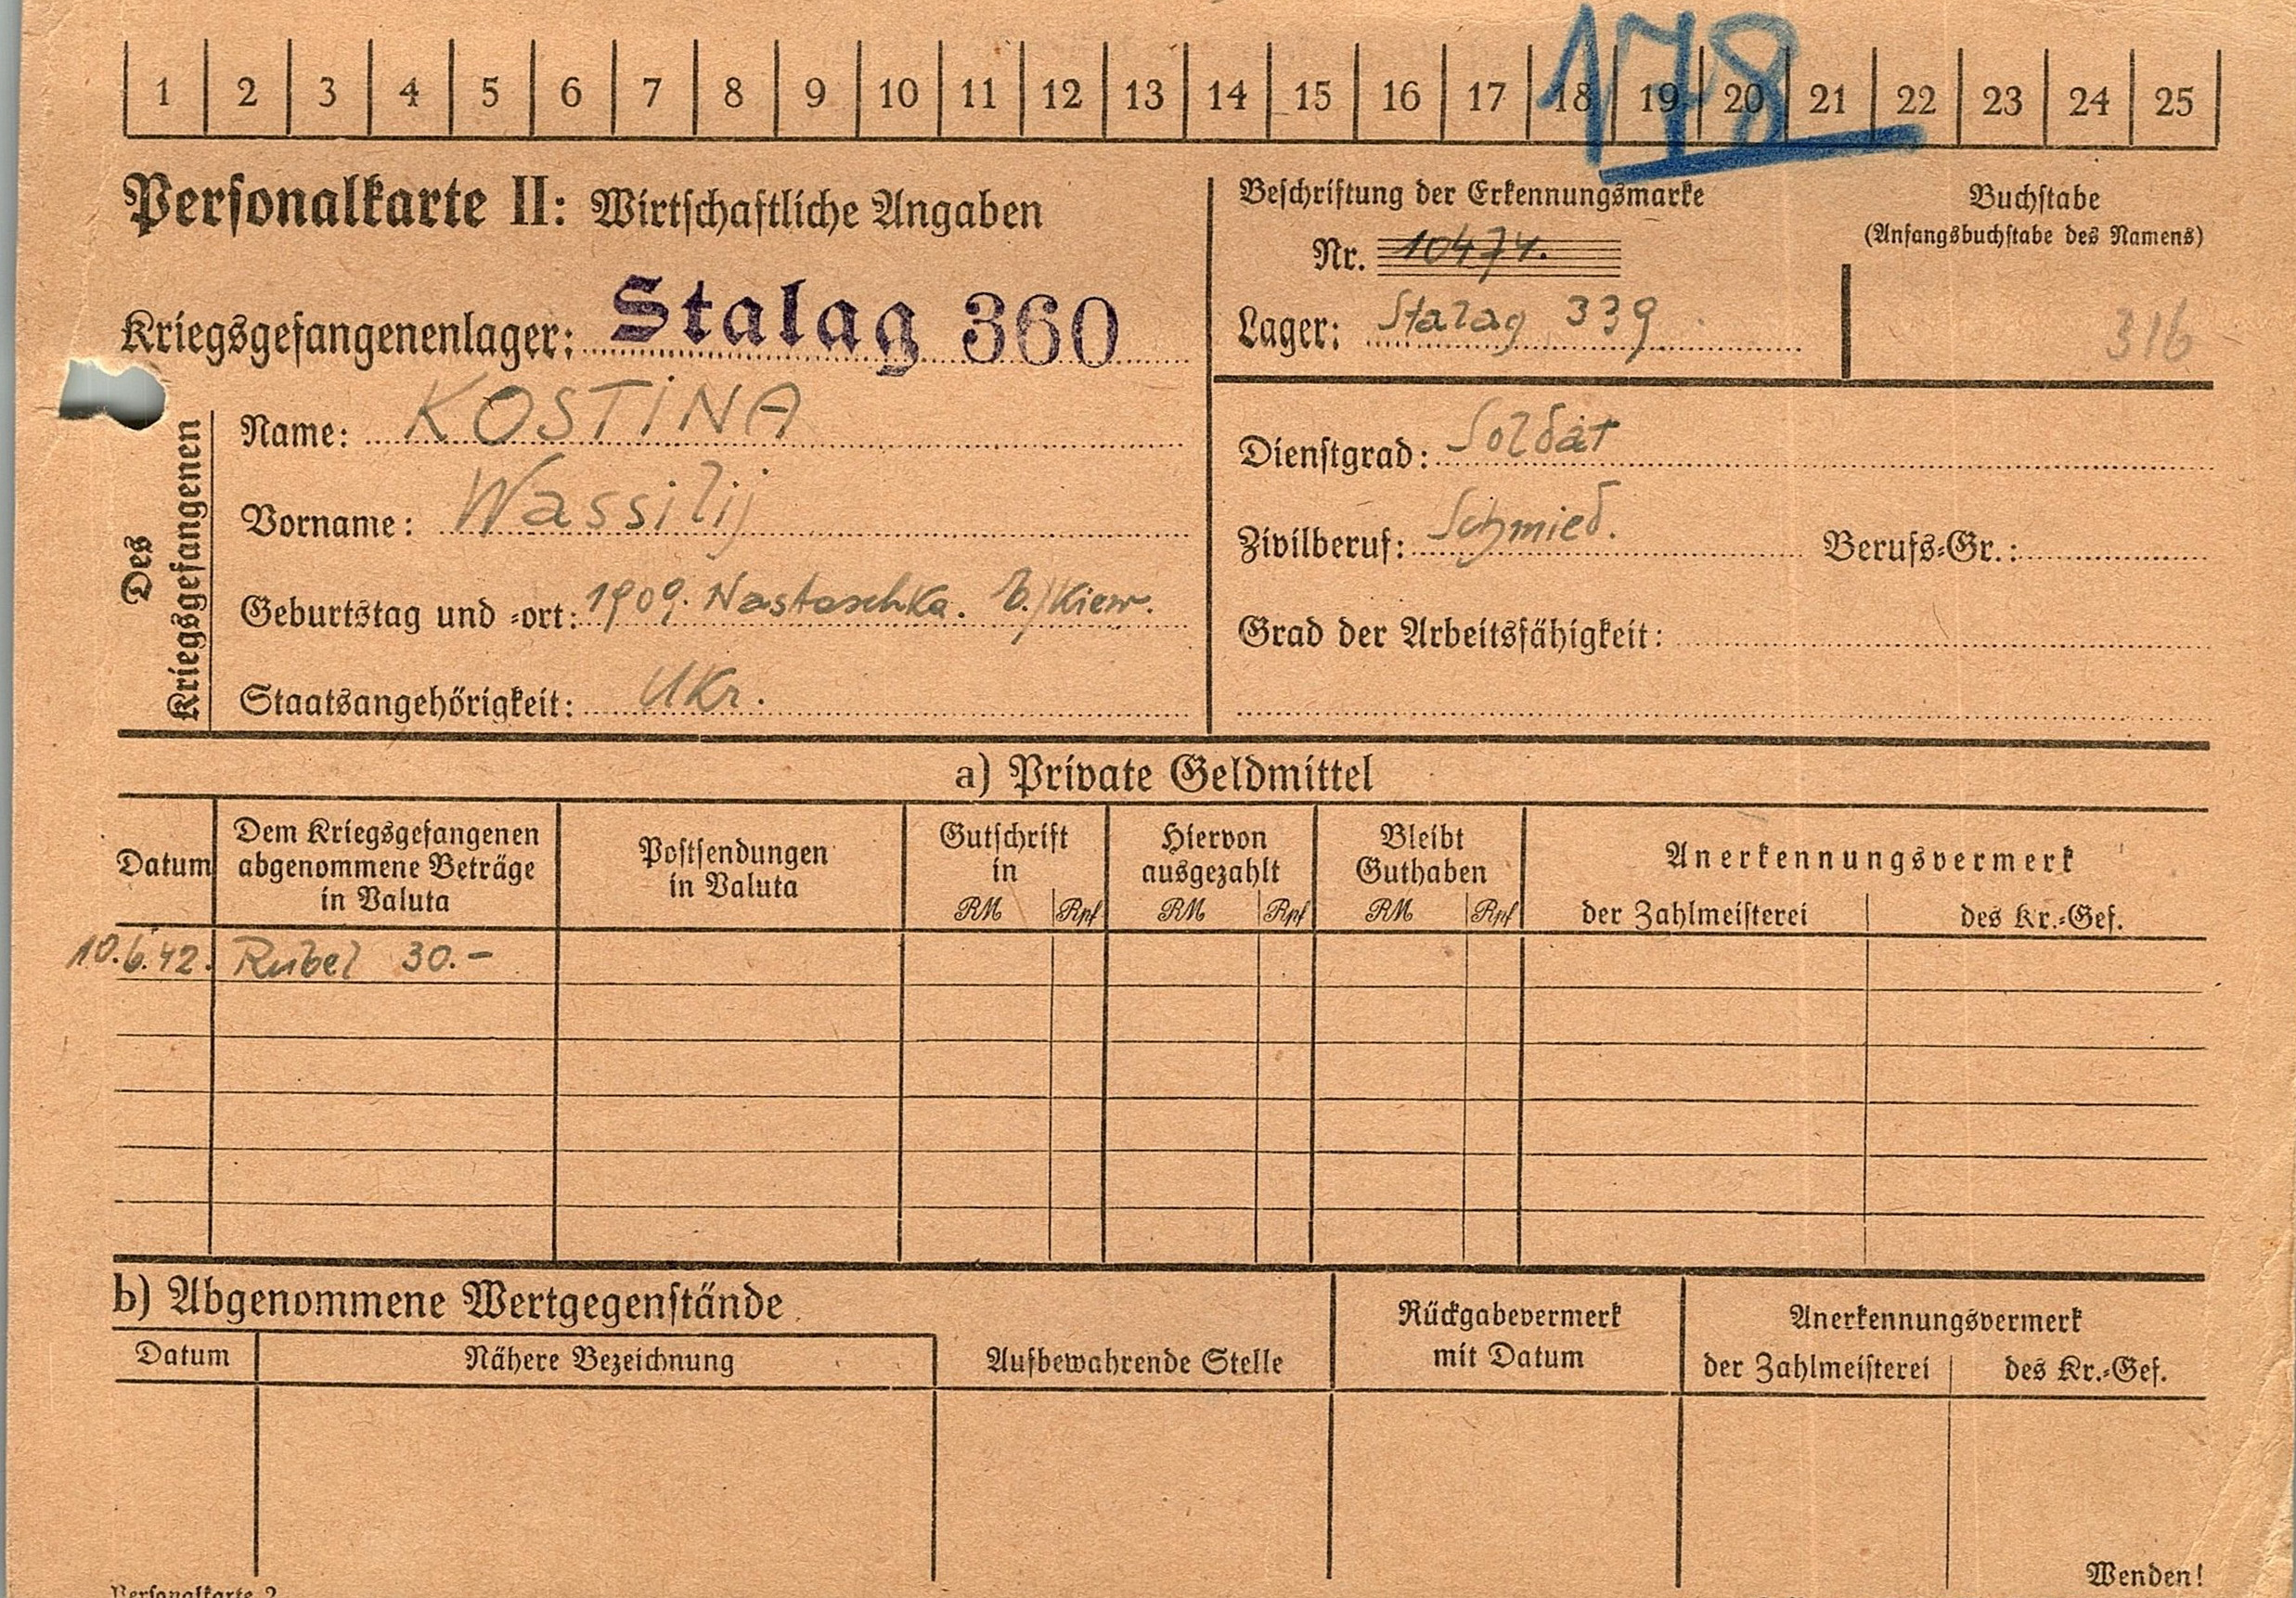 178
1 2 3 4 5 6 7 8 9 10 11 12 13 14 15 16 17 18 19 20 21 22 23 24 25
Personalkarte II: Wirtschaftliche Angaben
Kriegsgefangenenlager: Stalag 360
Beschriftung der Erkennungsmarke
Nr. 10474.
Lager: Stalag 339
Buchstabe
(Anfangsbuchstabe des Namens)
316
Des
Kriegsgefangenen
Name: KOSTINA
Vorname: Wassilij
Geburtstag und -ort: 1909. Nastaschka. b./Kiew.
Staatsangehörigkeit: Ukr.
Dienstgrad: Soldat
Zivilberuf: Schmied. Berufs-Gr.:
Grad der Arbeitsfähigkeit:
a) Private Geldmittel
Datum
Dem Kriegsgefangenen
abgenommene Beträge
in Valuta
Postsendungen
in Valuta
Gutschrift
in
RM Rpf
Hiervon
ausgezahlt
RM Rpf
Bleibt
Guthaben
RM Rpf
Anerkennungsvermerk
der Zahlmeisterei des Kr.-Gef.
10.6.42. Rubel 30.-
b) Abgenommene Wertgegenstände
Datum Nähere Bezeichnung
Aufbewahrende Stelle
Rückgabevermerk
mit Datum
Anerkennungsvermerk
der Zahlmeisterei des Kr.-Gef.
Wenden!
Personalkarte 2